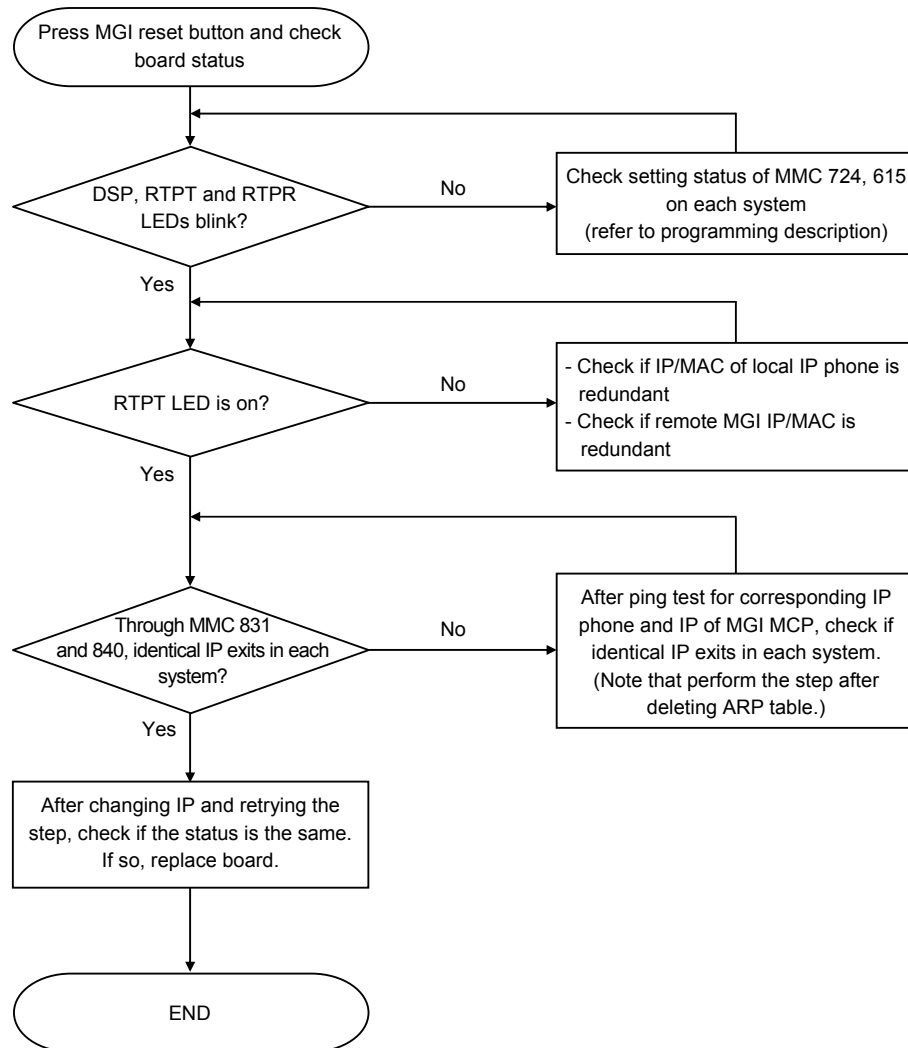 Press MGI reset button and check
board status
DSP, RTPT and RTPR
LEDs blink?
No
Check setting status of MMC 724, 615
on each system
(refer to programming description)
Yes
RTPT LED is on?
No
- Check if IP/MAC of local IP phone is
redundant
- Check if remote MGI IP/MAC is
redundant
Yes
Through MMC 831
and 840, identical IP exits in each
system?
No
After ping test for corresponding IP
phone and IP of MGI MCP, check if
identical IP exits in each system.
(Note that perform the step after
deleting ARP table.)
Yes
After changing IP and retrying the
step, check if the status is the same.
If so, replace board.
END